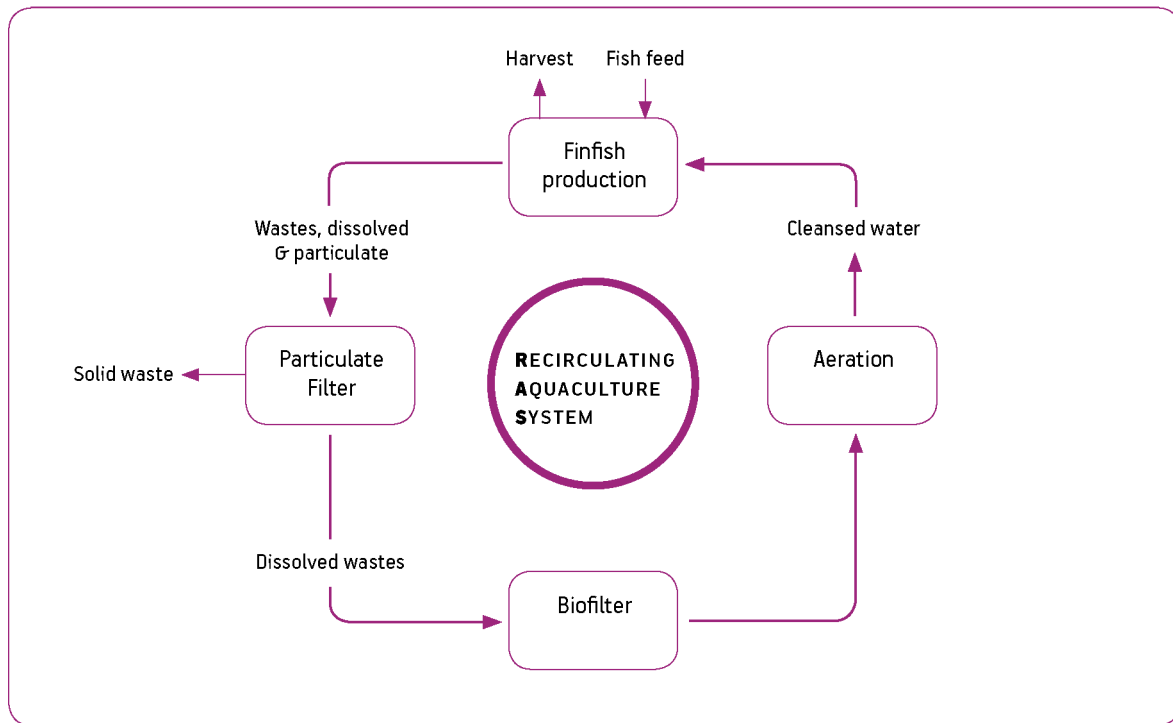 Harvest
Fish feed
Finfish
production
Wastes, dissolved
& particulate
Cleansed water
Particulate
Filter
Solid waste
RECIRCULATING
AQUACULTURE
SYSTEM
Aeration
Dissolved wastes
Biofilter